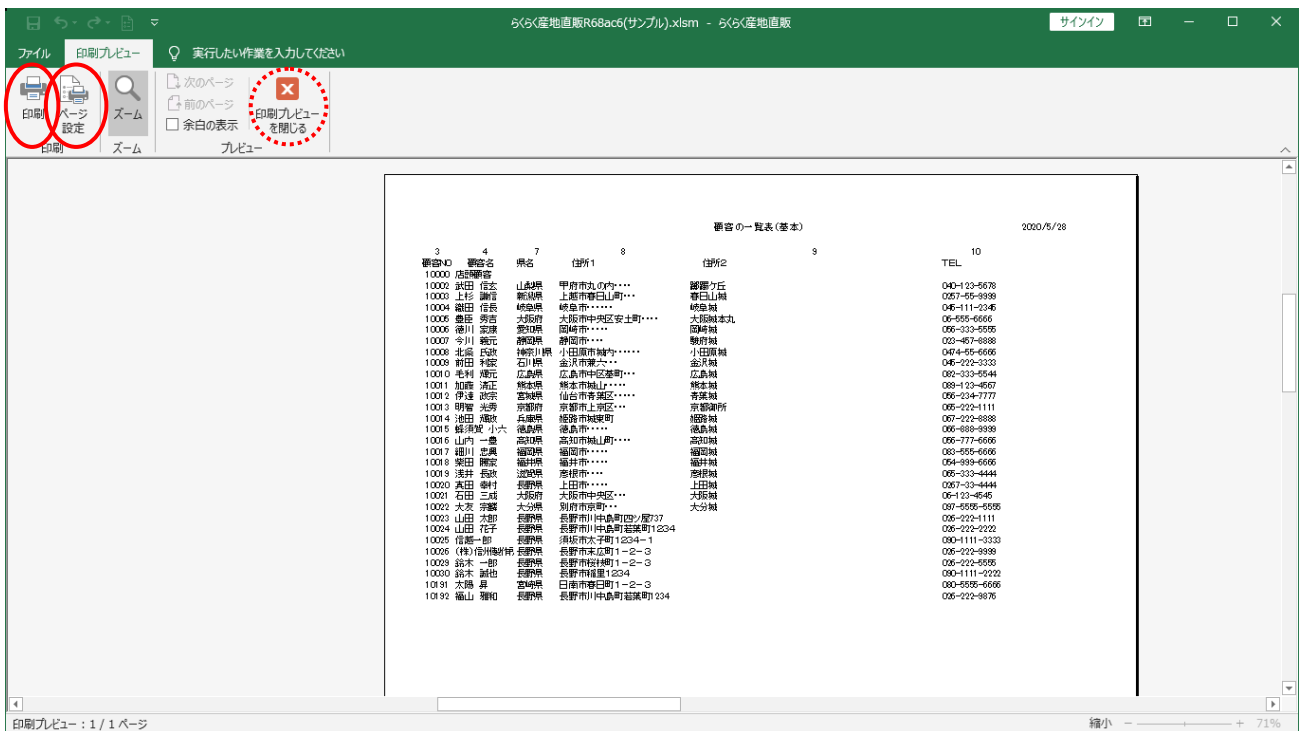 らくらく産地直販R68ac6(サンプル).xlsm - らくらく産地直販
サインイン
ファイル 印刷プレビュー 実行したい作業を入力してください
印刷
ページ設定
ズーム
次のページ
前のページ
余白の表示
印刷プレビューを閉じる
印刷 ズーム プレビュー
顧客の一覧表(基本) 2020/5/28
3 4 7 8 9 10
顧客NO 顧客名 県名 住所1 住所2 TEL
10000 店頭顧客
10002 武田 信玄 山梨県 甲府市丸の内・・・・ 躑躅ケ丘 040-123-5678
10003 上杉 謙信 新潟県 上越市春日山町・・・ 春日山城 0257-55-9999
10004 織田 信長 岐阜県 岐阜市・・・・・・ 岐阜城 045-111-2345
10005 豊臣 秀吉 大阪府 大阪市中央区安土町・・・・ 大阪城本丸 06-555-6666
10006 徳川 家康 愛知県 岡崎市・・・・・ 岡崎城 056-333-5555
10007 今川 義元 静岡県 静岡市・・・・ 駿府城 023-457-8888
10008 北条 氏政 神奈川県 小田原市城内・・・・・・ 小田原城 0474-55-6666
10009 前田 利家 石川県 金沢市兼六・・・ 金沢城 045-222-3333
10010 毛利 輝元 広島県 広島市中区基町・・・ 広島城 082-333-5544
10011 加藤 清正 熊本県 熊本市城山・・・・・ 熊本城 089-123-4567
10012 伊達 政宗 宮城県 仙台市青葉区・・・・・ 青葉城 056-234-7777
10013 明智 光秀 京都府 京都市上京区・・・ 京都御所 065-222-1111
10014 池田 輝政 兵庫県 姫路市城東町 姫路城 067-222-8888
10015 蜂須賀 小六 徳島県 徳島市・・・・・ 徳島城 066-888-9999
10016 山内 一豊 高知県 高知市城山町・・・・ 高知城 056-777-6666
10017 細川 忠興 福岡県 福岡市・・・・・ 福岡城 083-555-6666
10018 柴田 勝家 福井県 福井市・・・・ 福井城 054-999-6666
10019 浅井 長政 滋賀県 彦根市・・・・ 彦根城 065-333-4444
10020 真田 幸村 長野県 上田市・・・・・ 上田城 0267-33-4444
10021 石田 三成 大阪府 大阪市中央区・・・ 大阪城 06-123-4545
10022 大友 宗麟 大分県 別府市京町・・・ 大分城 097-5555-5555
10023 山田 太郎 長野県 長野市川中島町四ツ屋737 026-222-1111
10024 山田 花子 長野県 長野市川中島町若葉町1234 026-222-2222
10025 信越一郎 長野県 須坂市太子町1234-1 090-1111-3333
10026 (株)信州 長野県 長野市末広町1-2-3 026-222-9999
10029 鈴木 一郎 長野県 長野市桜枝町1-2-3 026-222-5555
10030 鈴木 誠也 長野県 長野市稲里1234 090-1111-2222
10191 太陽 昇 宮崎県 日南市春日町1-2-3 080-5555-6666
10192 福山 雅和 長野県 長野市川中島町若葉町1234 026-222-9876
印刷プレビュー : 1 / 1 ページ 縮小 71%